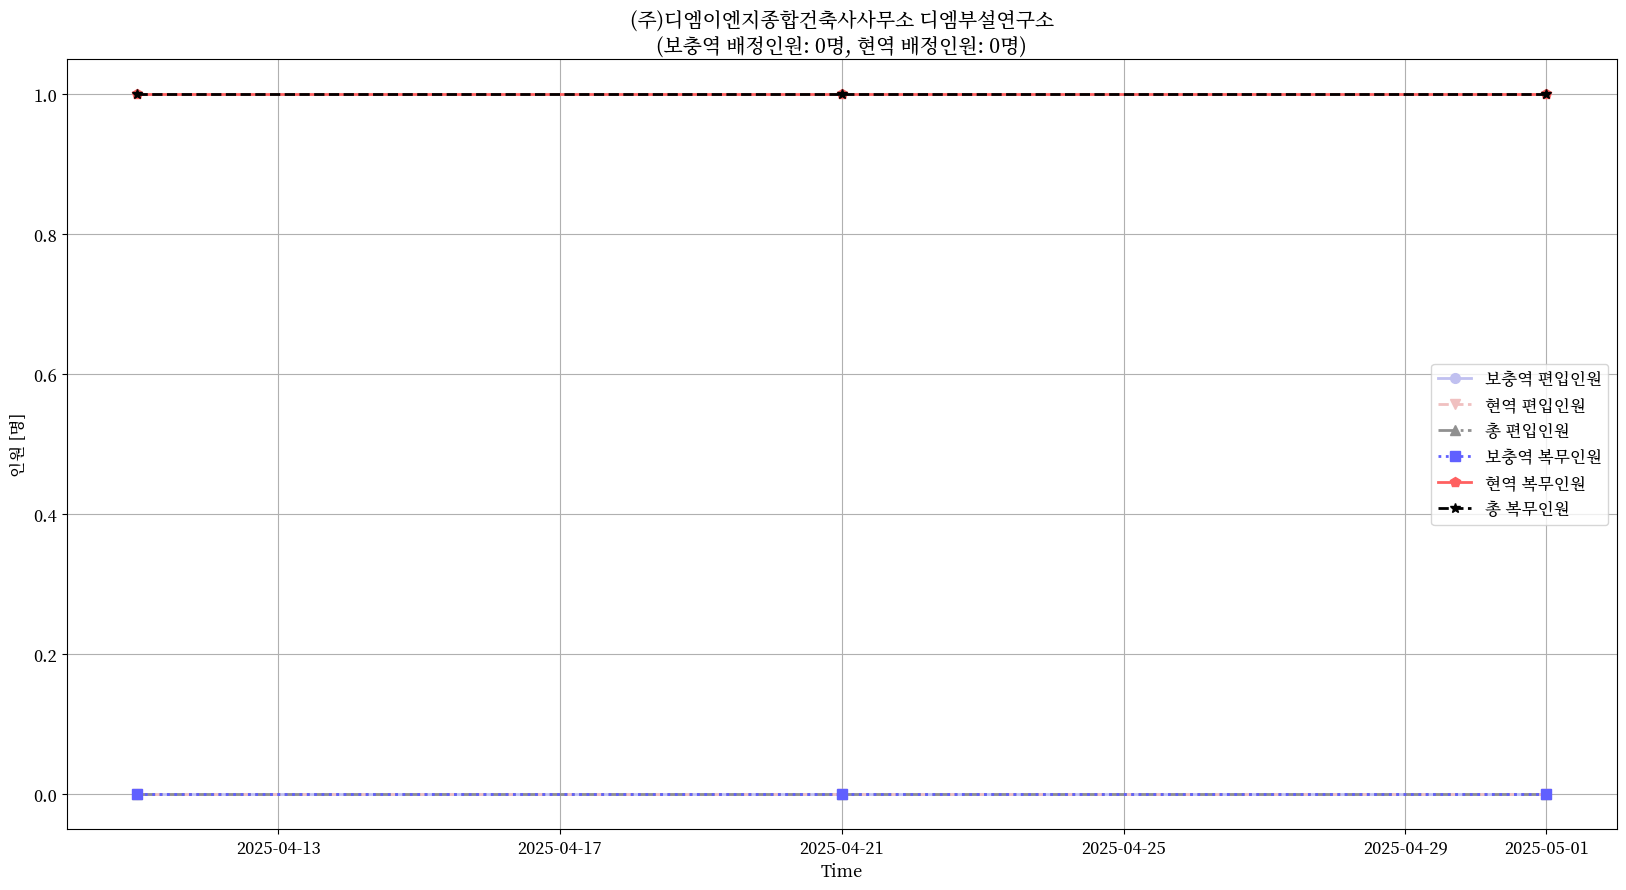 (주)디엠이엔지종합건축사사무소 디엠부설연구소
(보충역 배정인원: 0명, 현역 배정인원: 0명)
1.0
0.8
0.6
0.4
0.2
0.0
인원 [명]
보충역 편입인원
현역 편입인원
총 편입인원
보충역 복무인원
현역 복무인원
총 복무인원
2025-04-13
2025-04-17
2025-04-21
2025-04-25
2025-04-29
2025-05-01
Time